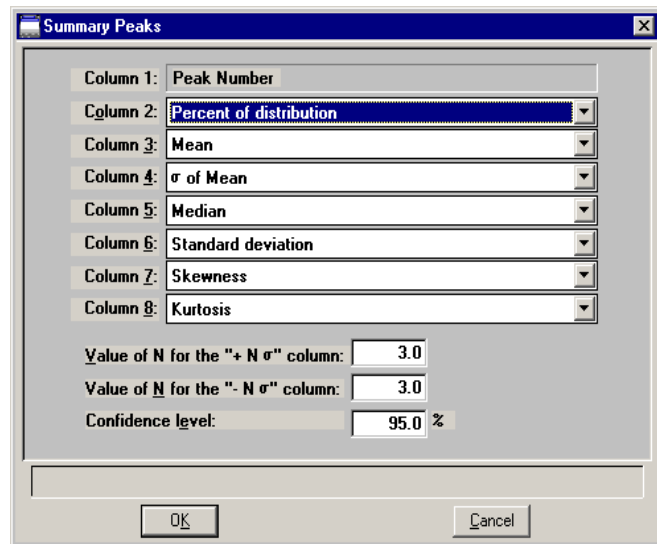 Summary Peaks
Column 1: Peak Number
Column 2: Percent of distribution
Column 3: Mean
Column 4: σ of Mean
Column 5: Median
Column 6: Standard deviation
Column 7: Skewness
Column 8: Kurtosis
Value of N for the "+ N σ" column: 3.0
Value of N for the "- N σ" column: 3.0
Confidence level: 95.0 %
OK Cancel